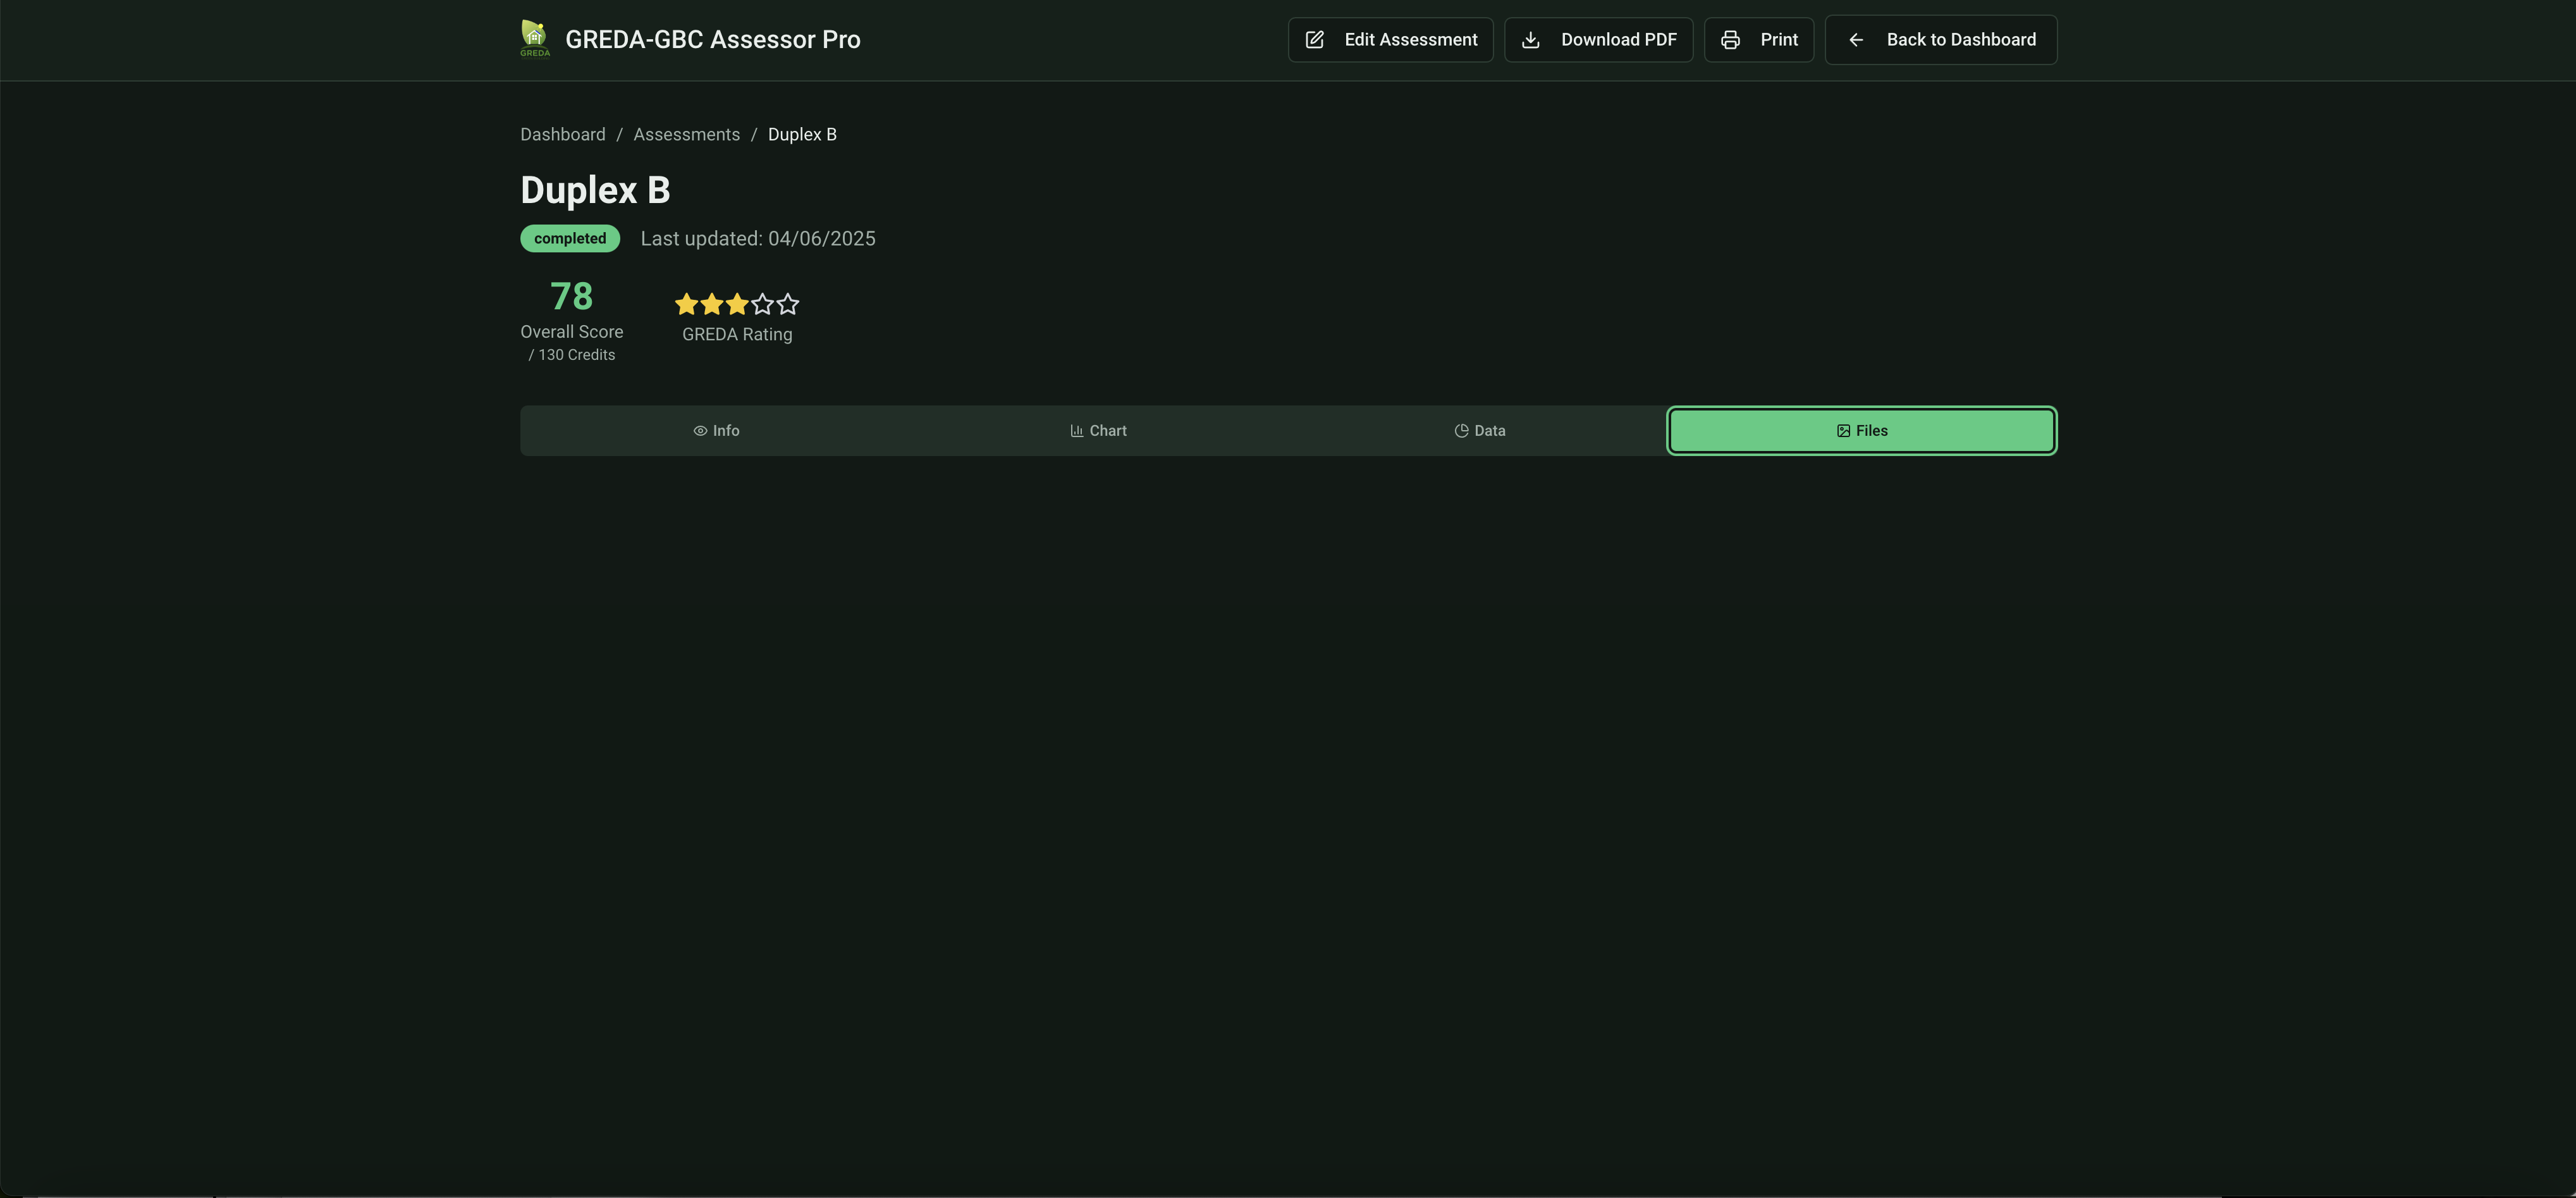 GREDA
GREDA-GBC Assessor Pro
Edit Assessment
Download PDF
Print
Back to Dashboard
Dashboard / Assessments / Duplex B
Duplex B
completed
Last updated: 04/06/2025
78
Overall Score
/ 130 Credits
GREDA Rating
Info
Chart
Data
Files